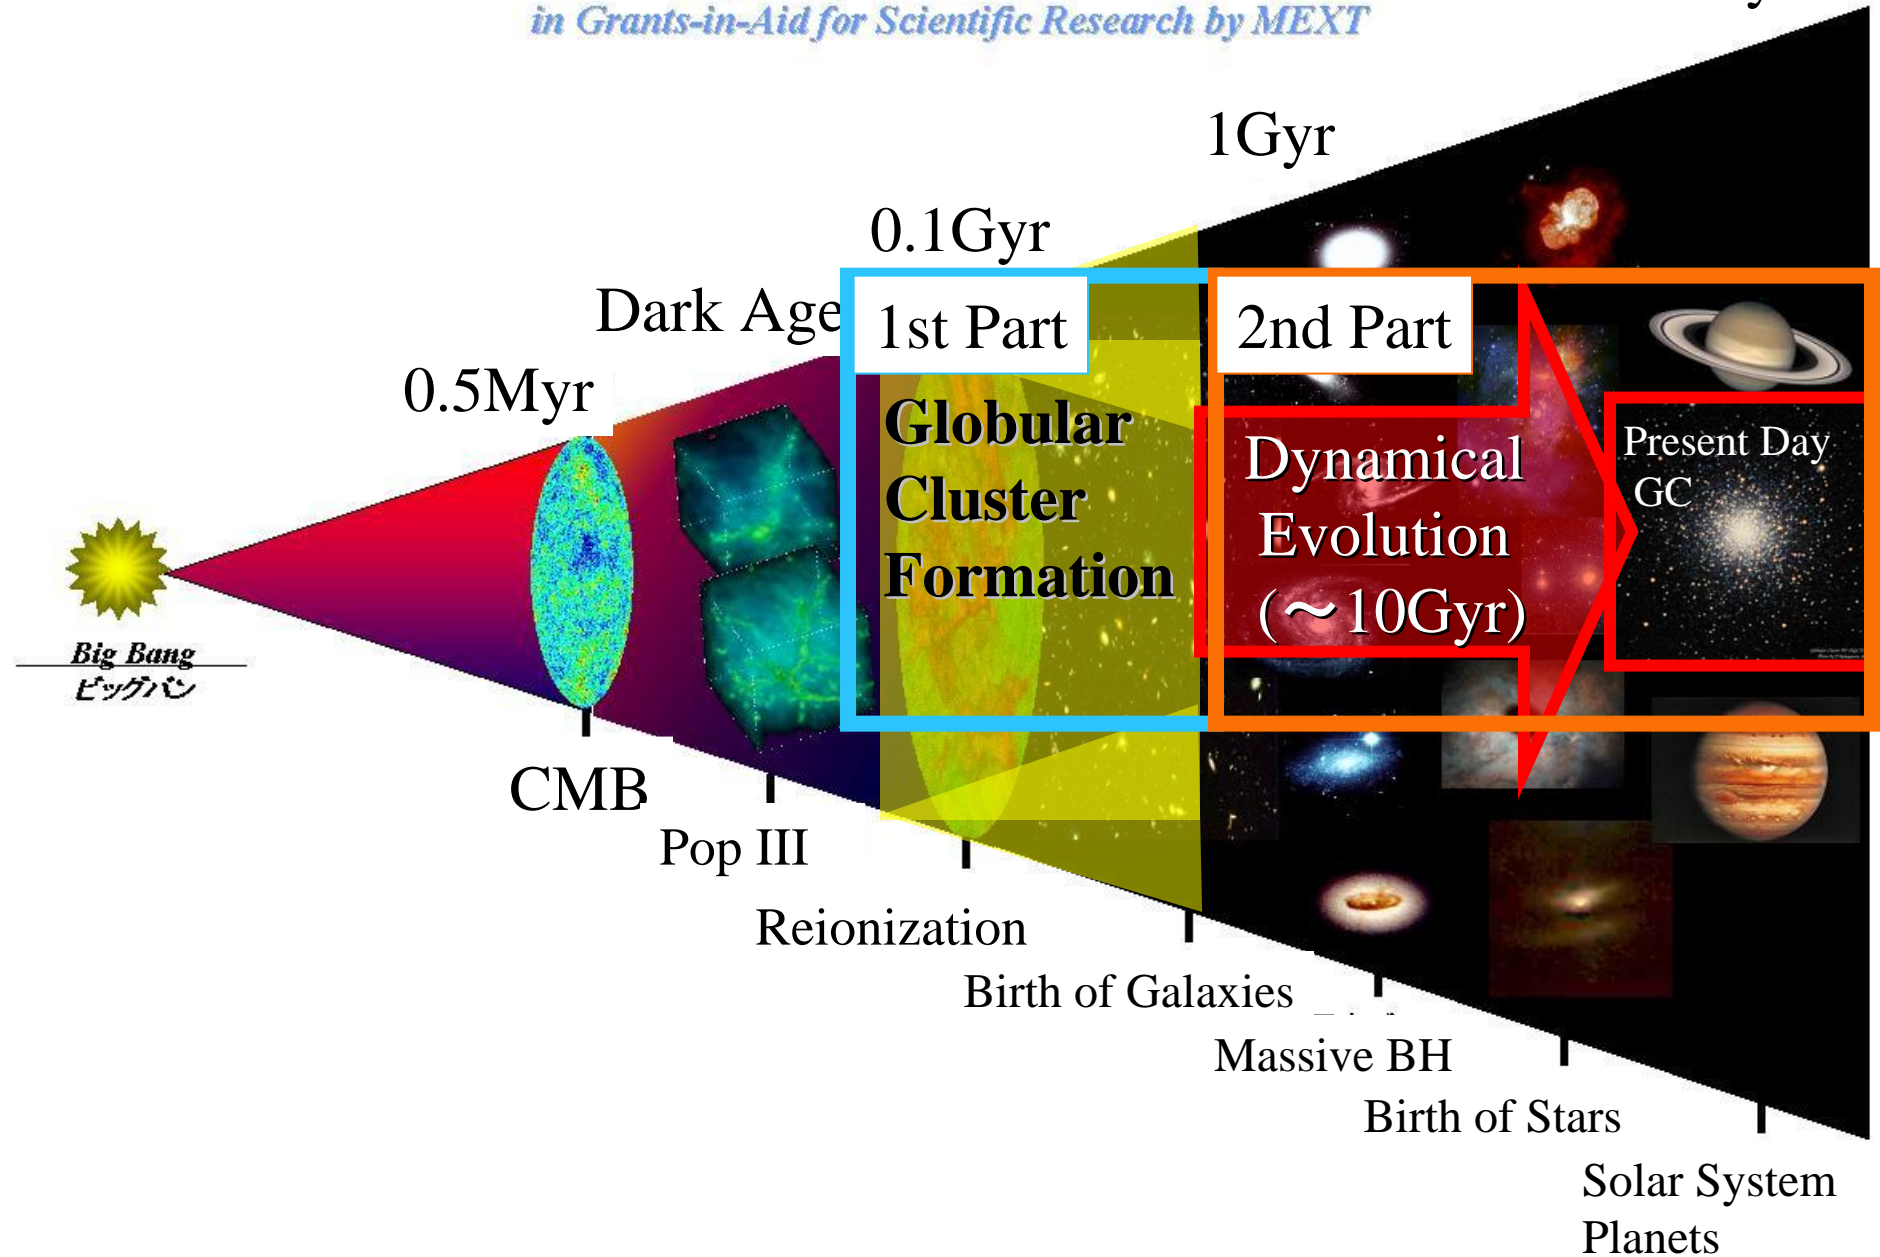 in Grants-in-Aid for Scientific Research by MEXT
1Gyr
0.1Gyr
Dark Age
1st Part
2nd Part
0.5Myr
Globular
Cluster
Formation
Dynamical
Evolution
(～10Gyr)
Present Day
GC
Big Bang
ビッグバン
CMB
Pop III
Reionization
Birth of Galaxies
Massive BH
Birth of Stars
Solar System
Planets